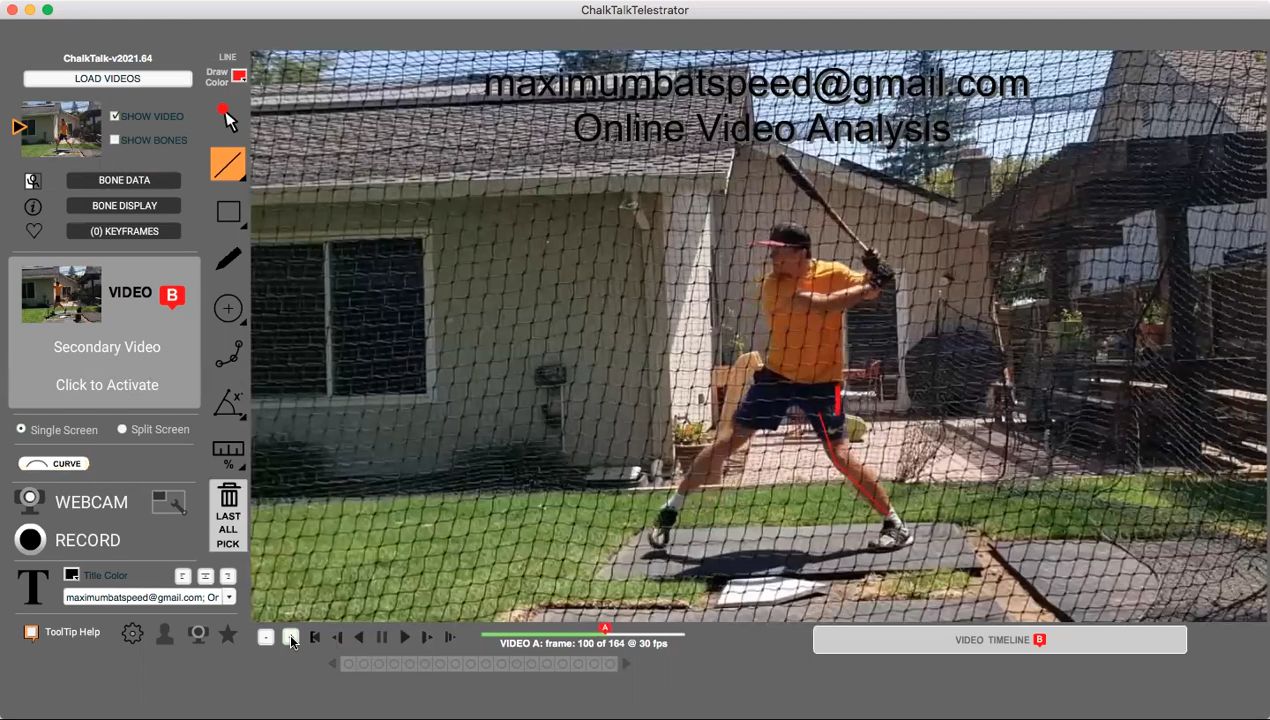 ChalkTalkTelestrator
ChalkTalk-v2021.64
LOAD VIDEOS
SHOW VIDEO
SHOW BONES
BONE DATA
BONE DISPLAY
(0) KEYFRAMES
VIDEO B
Secondary Video
Click to Activate
Single Screen
Split Screen
CURVE
WEBCAM
RECORD
T
Title Color
maximumbatspeed@gmail.com; Or
ToolTip Help
LINE
Draw
Color
%
LAST
ALL
PICK
maximumbatspeed@gmail.com
Online Video Analysis
A
VIDEO A: frame: 100 of 164 @ 30 fps
VIDEO TIMELINE B